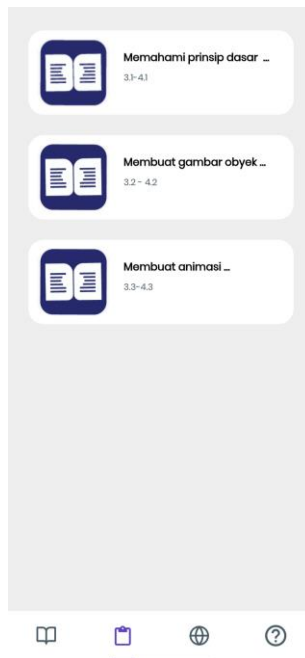 Memahami prinsip dasar ...
3.1-4.1
Membuat gambar obyek ...
3.2 - 4.2
Membuat animasi ...
3.3-4.3